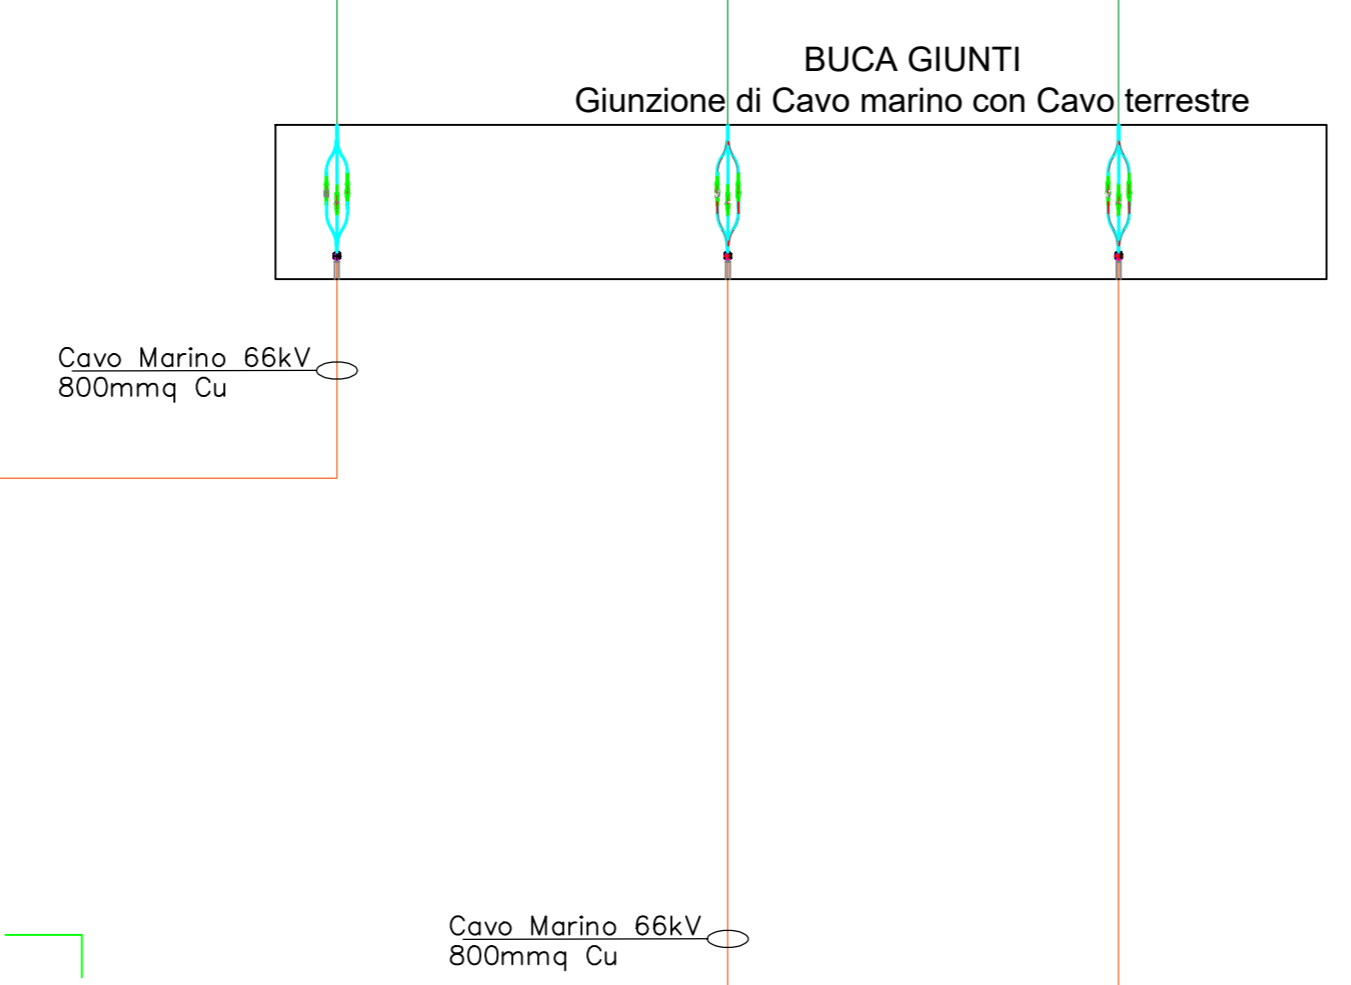 BUCA GIUNTI
Giunzione di Cavo marino con Cavo terrestre
Cavo Marino 66kV
800mmq Cu
Cavo Marino 66kV
800mmq Cu